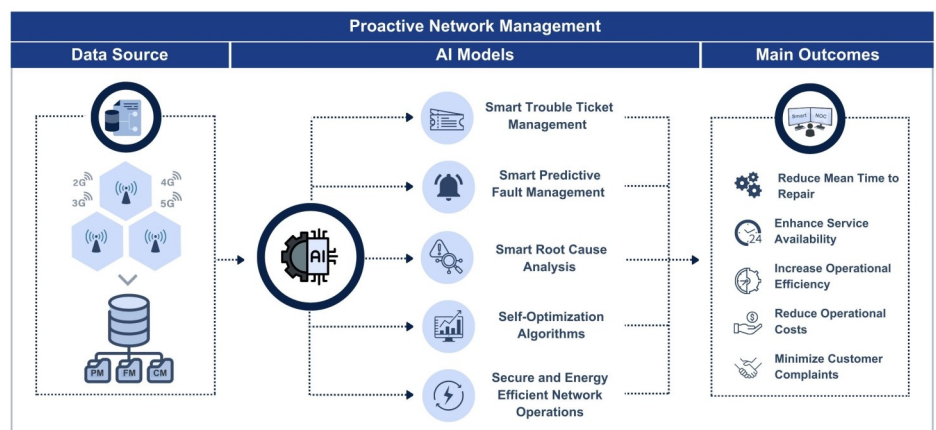 Proactive Network Management
Data Source
AI Models
Main Outcomes
2G
3G
4G
5G
PM
FM
CM
AI
Smart Trouble Ticket
Management
Smart Predictive
Fault Management
Smart Root Cause
Analysis
Self-Optimization
Algorithms
Secure and Energy
Efficient Network
Operations
Smart
NOC
Reduce Mean Time to
Repair
24
Enhance Service
Availability
Increase Operational
Efficiency
$
Reduce Operational
Costs
Minimize Customer
Complaints